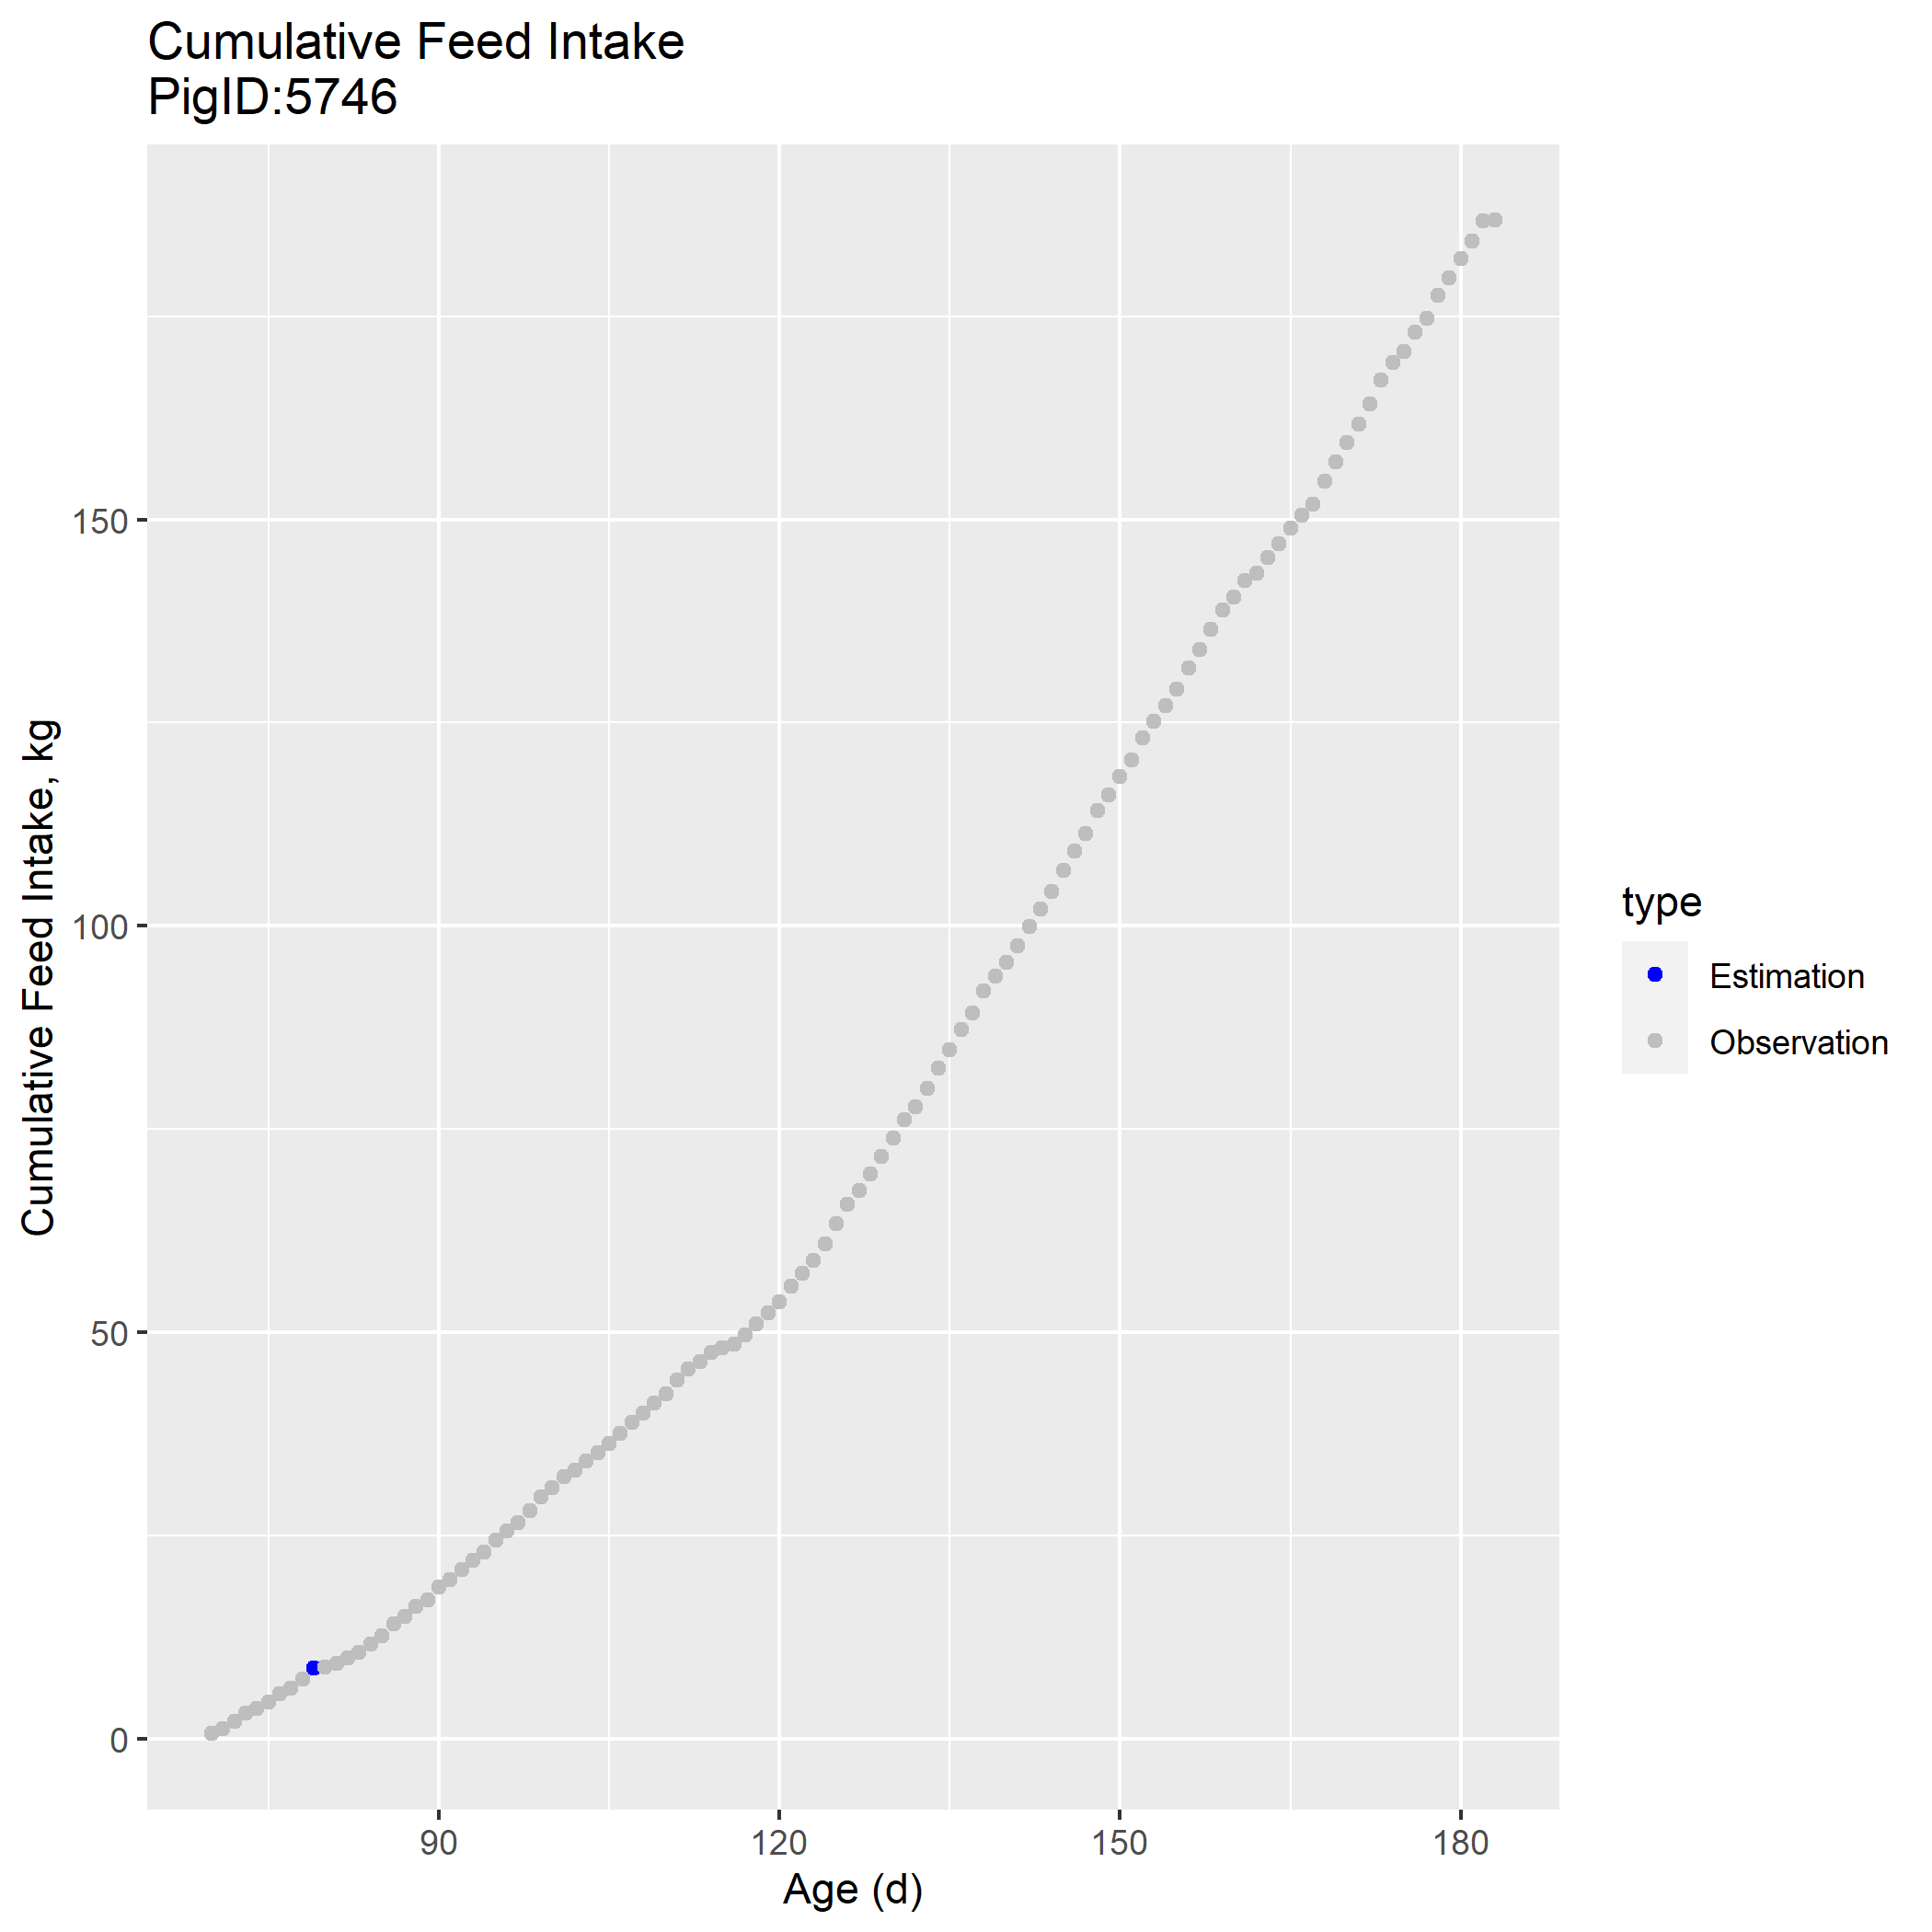 Cumulative Feed Intake
PigID:5746
Cumulative Feed Intake, kg
150
100
50
0
90 120 150 180
Age (d)
type
Estimation
Observation